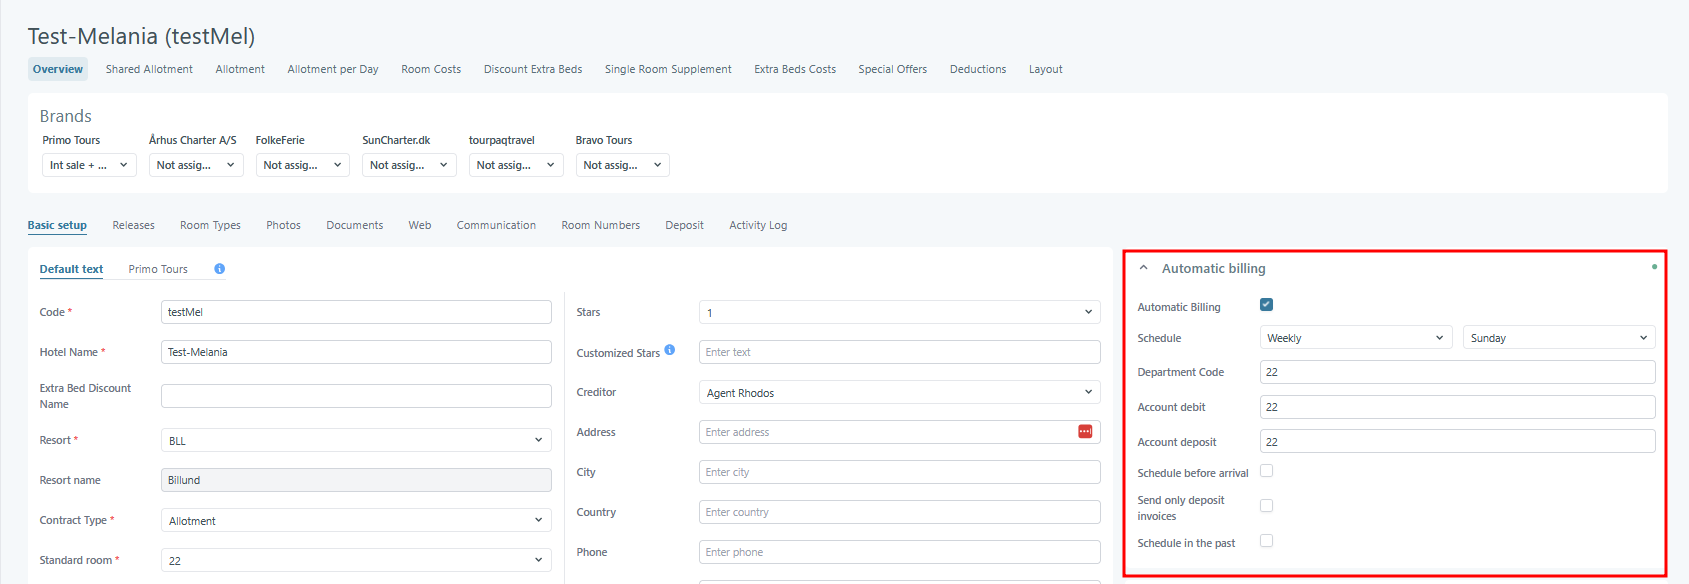 Test-Melania (testMel)
Overview Shared Allotment Allotment Allotment per Day Room Costs Discount Extra Beds Single Room Supplement Extra Beds Costs Special Offers Deductions Layout
Brands
Primo Tours Århus Charter A/S FolkeFerie SunCharter.dk tourpaqtravel Bravo Tours
Int sale + ... Not assig... Not assig... Not assig... Not assig... Not assig...
Basic setup Releases Room Types Photos Documents Web Communication Room Numbers Deposit Activity Log
Default text Primo Tours
Code * testMel
Hotel Name * Test-Melania
Extra Bed Discount
Name
Resort * BLL
Resort name Billund
Contract Type * Allotment
Standard room * 22
Stars 1
Customized Stars Enter text
Creditor Agent Rhodos
Address Enter address
City Enter city
Country Enter country
Phone Enter phone
Automatic billing
Automatic Billing
Schedule Weekly Sunday
Department Code 22
Account debit 22
Account deposit 22
Schedule before arrival
Send only deposit
invoices
Schedule in the past